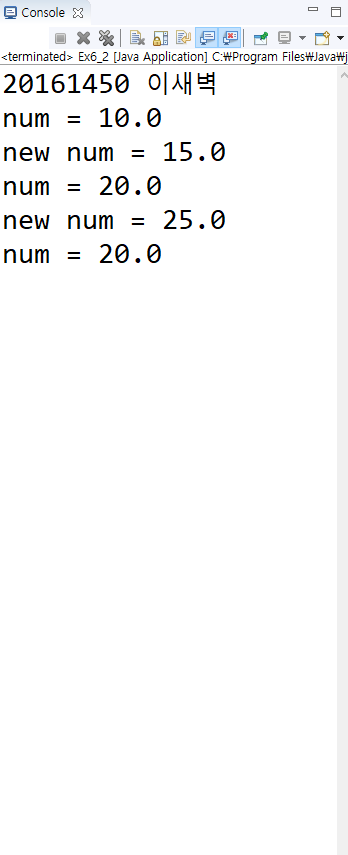 Console
<terminated> Ex6_2 [Java Application] C:₩Program Files₩Java₩j
20161450 이새벽
num = 10.0
new num = 15.0
num = 20.0
new num = 25.0
num = 20.0